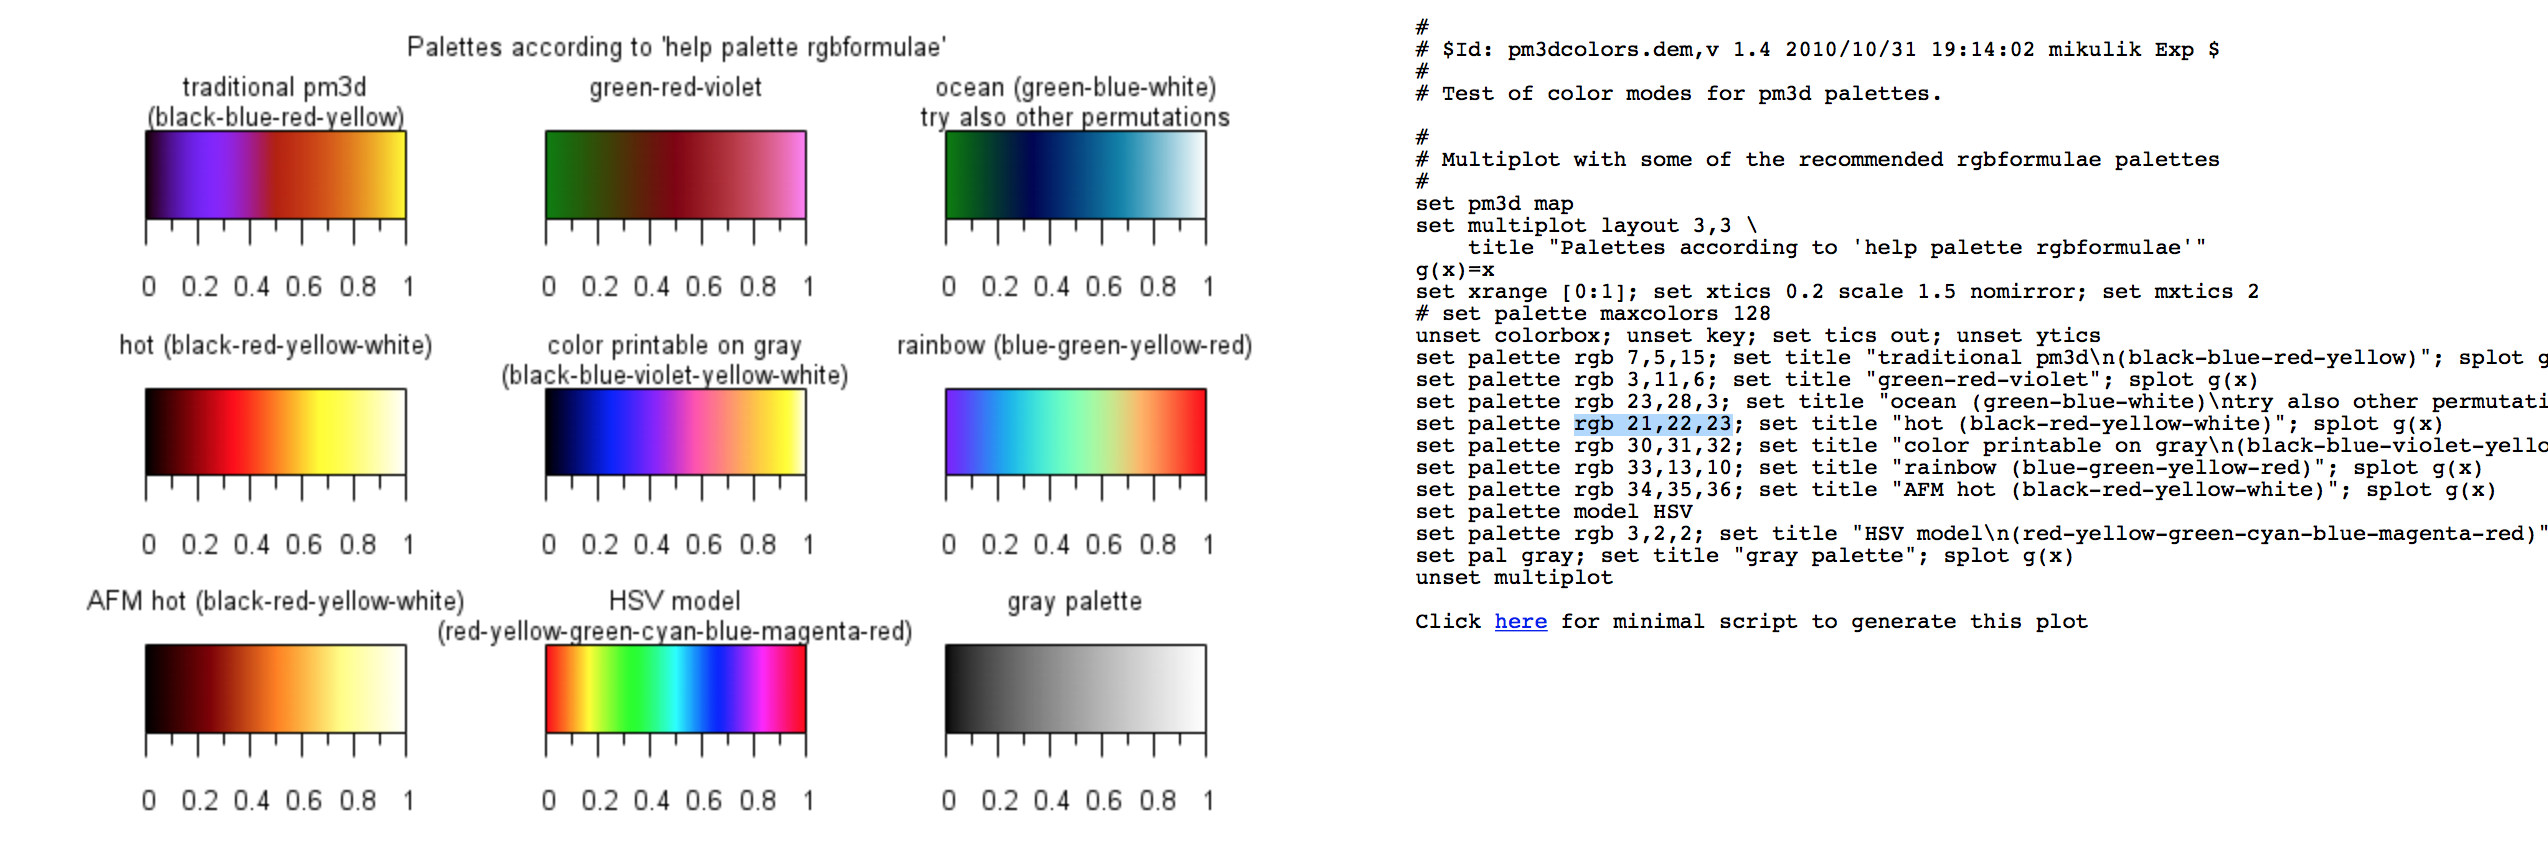 Palettes according to 'help palette rgbformulae'
traditional pm3d
(black-blue-red-yellow)
green-red-violet
ocean (green-blue-white)
try also other permutations
0 0.2 0.4 0.6 0.8 1
0 0.2 0.4 0.6 0.8 1
0 0.2 0.4 0.6 0.8 1
hot (black-red-yellow-white)
color printable on gray
(black-blue-violet-yellow-white)
rainbow (blue-green-yellow-red)
0 0.2 0.4 0.6 0.8 1
0 0.2 0.4 0.6 0.8 1
0 0.2 0.4 0.6 0.8 1
AFM hot (black-red-yellow-white)
HSV model
(red-yellow-green-cyan-blue-magenta-red)
gray palette
0 0.2 0.4 0.6 0.8 1
0 0.2 0.4 0.6 0.8 1
0 0.2 0.4 0.6 0.8 1
#
# $Id: pm3dcolors.dem,v 1.4 2010/10/31 19:14:02 mikulik Exp $
#
# Test of color modes for pm3d palettes.
#
# Multiplot with some of the recommended rgbformulae palettes
#
set pm3d map
set multiplot layout 3,3 \
title "Palettes according to 'help palette rgbformulae'"
g(x)=x
set xrange [0:1]; set xtics 0.2 scale 1.5 nomirror; set mxtics 2
# set palette maxcolors 128
unset colorbox; unset key; set tics out; unset ytics
set palette rgb 7,5,15; set title "traditional pm3d\n(black-blue-red-yellow)"; splot g
set palette rgb 3,11,6; set title "green-red-violet"; splot g(x)
set palette rgb 23,28,3; set title "ocean (green-blue-white)\ntry also other permutati
set palette rgb 21,22,23; set title "hot (black-red-yellow-white)"; splot g(x)
set palette rgb 30,31,32; set title "color printable on gray\n(black-blue-violet-yello
set palette rgb 33,13,10; set title "rainbow (blue-green-yellow-red)"; splot g(x)
set palette rgb 34,35,36; set title "AFM hot (black-red-yellow-white)"; splot g(x)
set palette model HSV
set palette rgb 3,2,2; set title "HSV model\n(red-yellow-green-cyan-blue-magenta-red)"
set pal gray; set title "gray palette"; splot g(x)
unset multiplot
Click here for minimal script to generate this plot